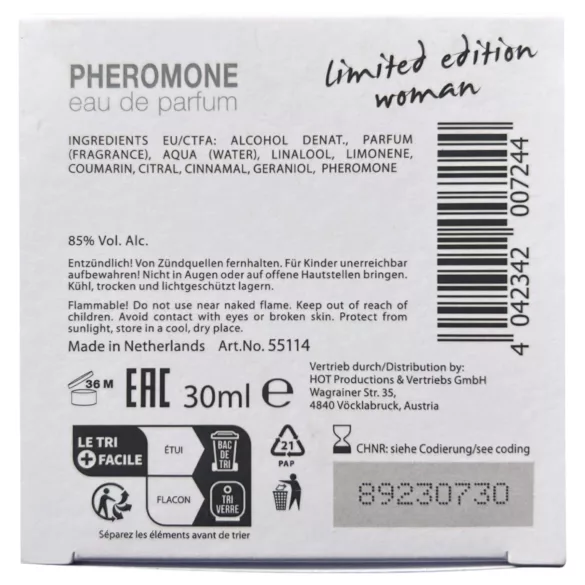 PHEROMONE
eau de parfum
limited edition
woman
INGREDIENTS EU/CTFA: ALCOHOL DENAT., PARFUM
(FRAGRANCE), AQUA (WATER), LINALOOL, LIMONENE,
COUMARIN, CITRAL, CINNAMAL, GERANIOL, PHEROMONE
4 042342 007244
85% Vol. Alc.
Entzündlich! Von Zündquellen fernhalten. Für Kinder unerreichbar
aufbewahren! Nicht in Augen oder auf offene Hautstellen bringen.
Kühl, trocken und lichtgeschützt lagern.
Flammable! Do not use near naked flame. Keep out of reach of
children. Avoid contact with eyes or broken skin. Protect from
sunlight, store in a cool, dry place.
Made in Netherlands Art.No. 55114
36 M
EAC
30ml e
Vertrieb durch/Distribution by:
HOT Productions & Vertriebs GmbH
Wagrainer Str. 35,
4840 Vöcklabruck, Austria
LE TRI
+ FACILE
ÉTUI
BAC
DE
TRI
FLACON
TRI
VERRE
Séparez les éléments avant de trier
21
PAP
CHNR: siehe Codierung/see coding
89230730